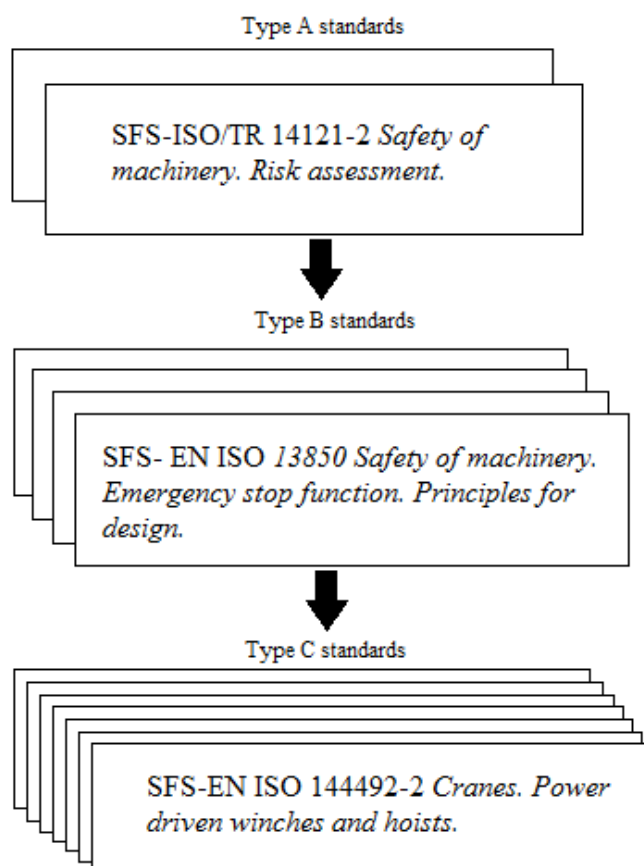 Type A standards
SFS-ISO/TR 14121-2 Safety of
machinery. Risk assessment.
Type B standards
SFS- EN ISO 13850 Safety of machinery.
Emergency stop function. Principles for
design.
Type C standards
SFS-EN ISO 144492-2 Cranes. Power
driven winches and hoists.